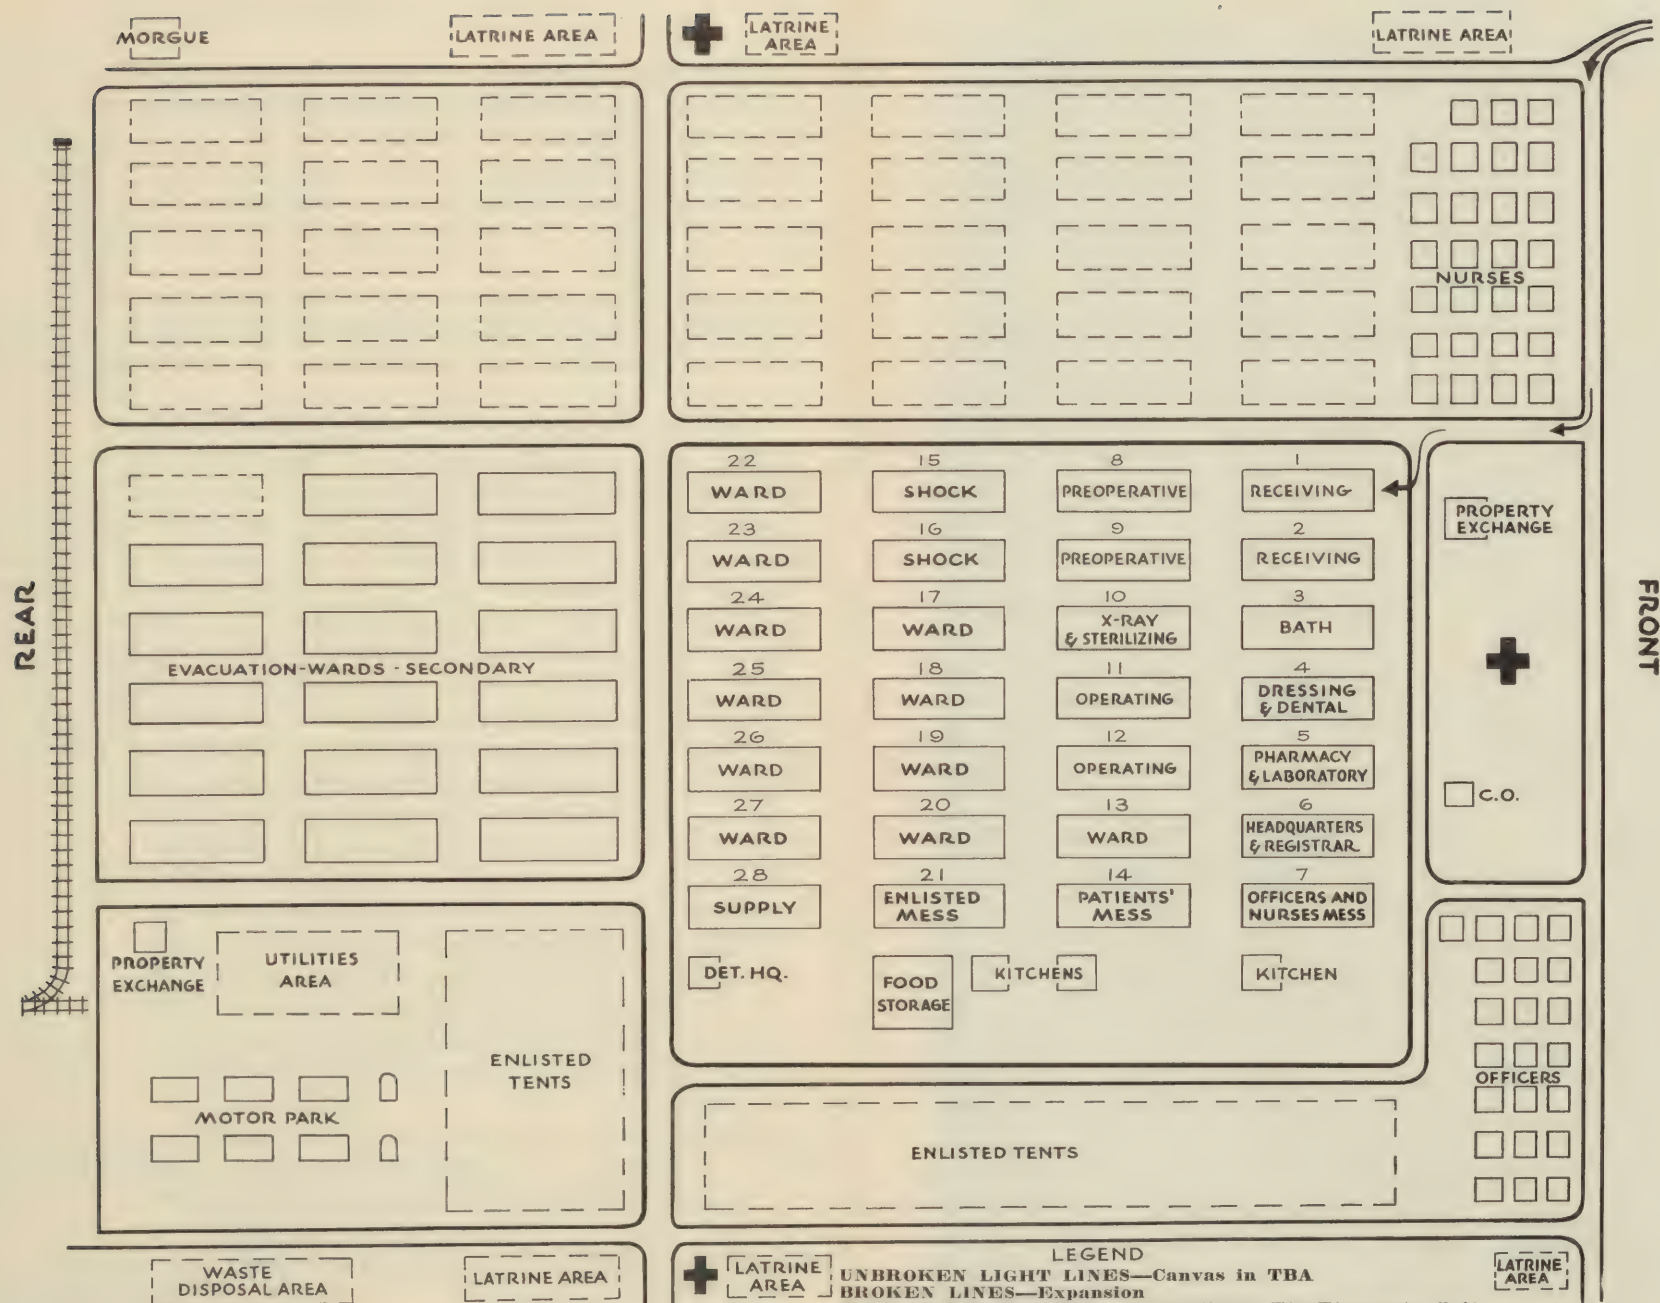 MORGUE
LATRINE AREA
LATRINE
AREA
LATRINE AREA
NURSES
REAR
FRONT
22
WARD
15
SHOCK
8
PREOPERATIVE
1
RECEIVING
23
WARD
16
SHOCK
9
PREOPERATIVE
2
RECEIVING
24
WARD
17
WARD
10
X-RAY
& STERILIZING
3
BATH
25
WARD
18
WARD
11
OPERATING
4
DRESSING
& DENTAL
26
WARD
19
WARD
12
OPERATING
5
PHARMACY
& LABORATORY
27
WARD
20
WARD
13
WARD
6
HEADQUARTERS
& REGISTRAR
28
SUPPLY
21
ENLISTED
MESS
14
PATIENTS'
MESS
7
OFFICERS AND
NURSES MESS
DET. HQ.
FOOD
STORAGE
KITCHENS
KITCHEN
PROPERTY
EXCHANGE
C.O.
EVACUATION-WARDS - SECONDARY
PROPERTY
EXCHANGE
UTILITIES
AREA
ENLISTED
TENTS
MOTOR PARK
ENLISTED TENTS
OFFICERS
WASTE
DISPOSAL AREA
LATRINE AREA
LATRINE
AREA
LEGEND
UNBROKEN LIGHT LINES—Canvas in TBA
BROKEN LINES—Expansion
LATRINE
AREA